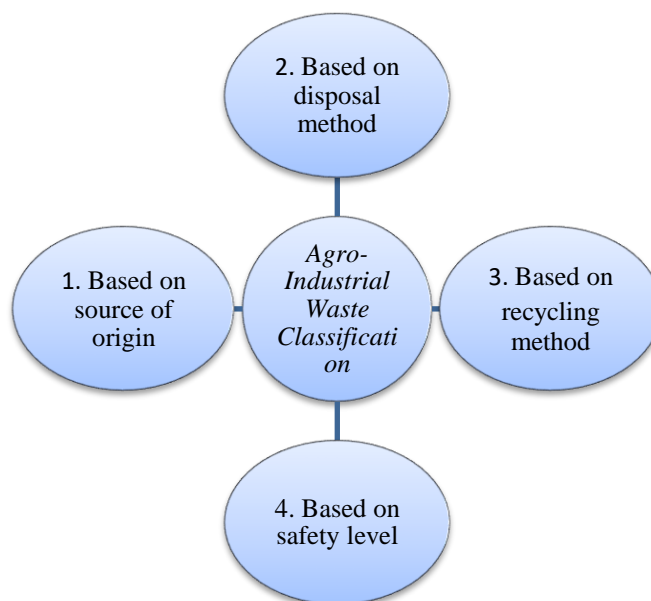 2. Based on
disposal
method
1. Based on
source of
origin
Agro-
Industrial
Waste
Classificati
on
3. Based on
recycling
method
4. Based on
safety level